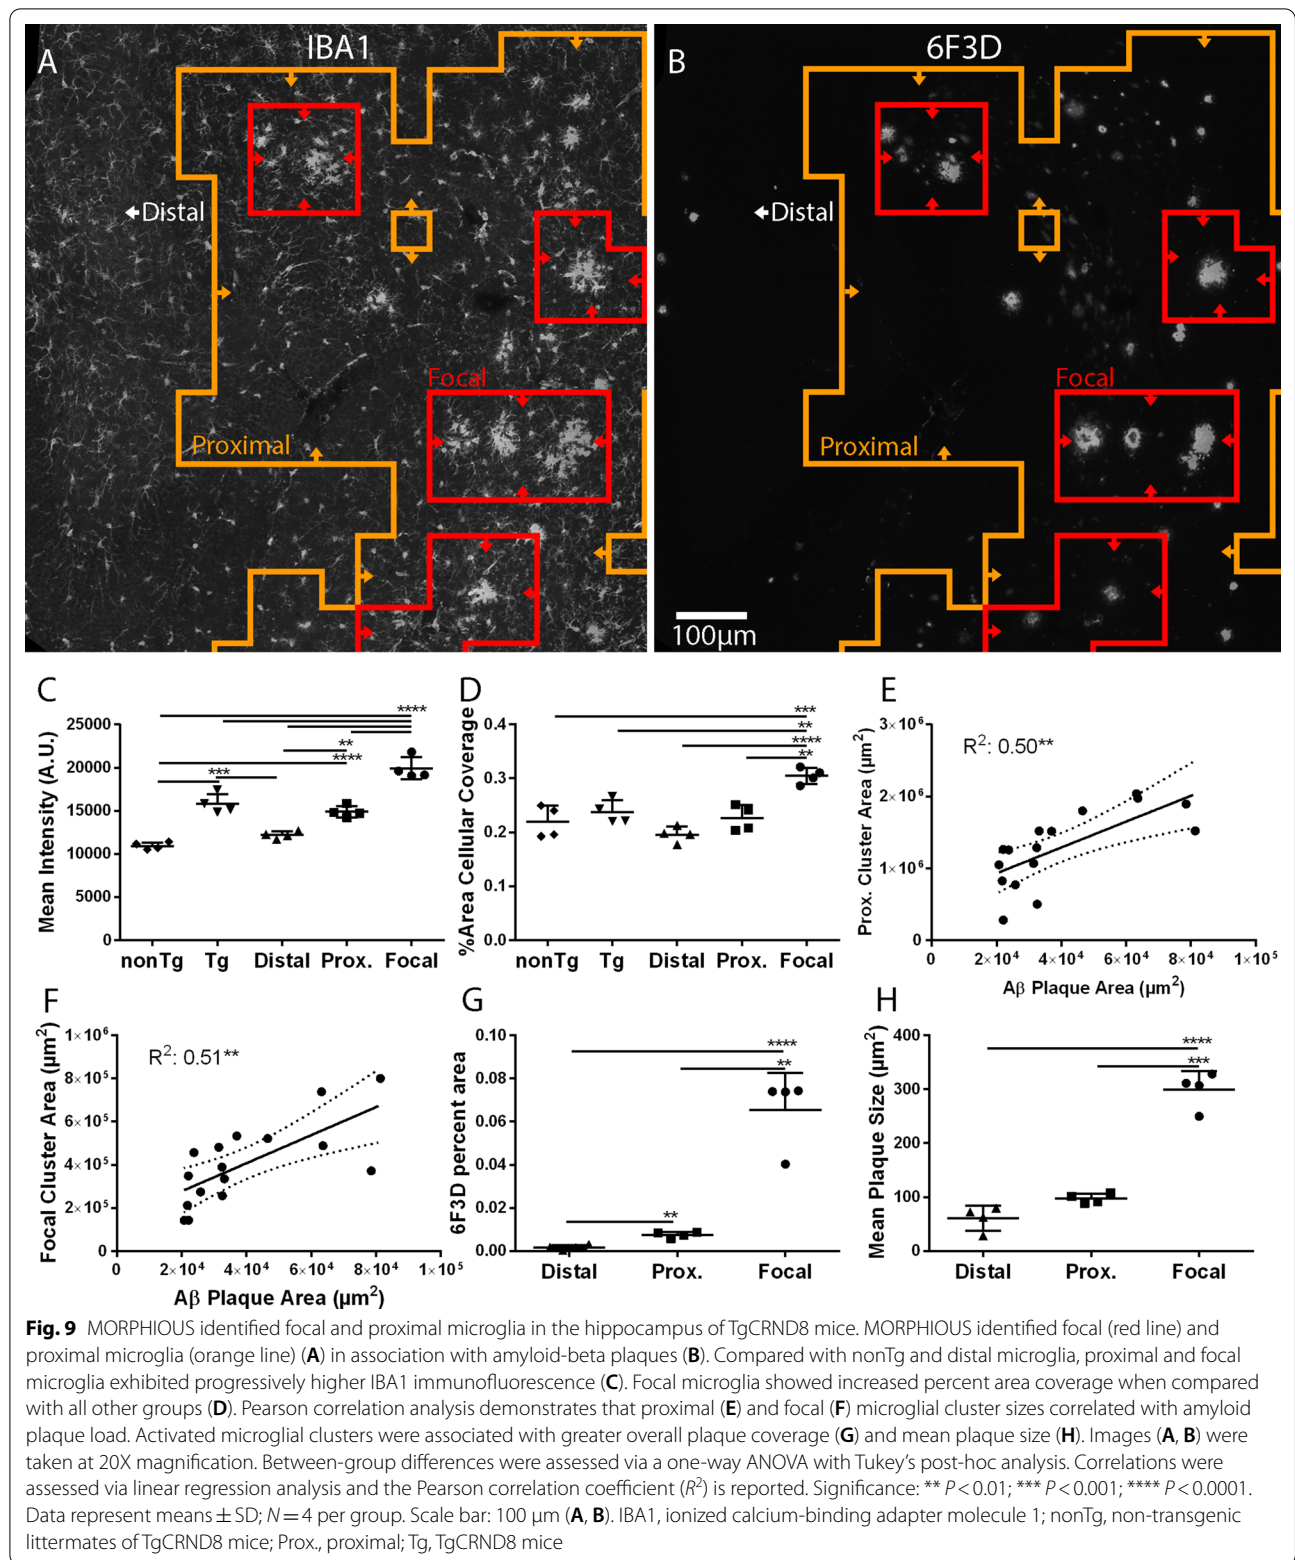 A
IBA1
Distal
Focal
Proximal
B
6F3D
Distal
Focal
Proximal
100µm
C
Mean Intensity (A.U.)
25000
20000
15000
10000
5000
0
****
**
****
***
nonTg Tg Distal Prox. Focal
D
%Area Cellular Coverage
0.4
0.3
0.2
0.1
0.0
***
**
****
**
nonTg Tg Distal Prox. Focal
E
Prox. Cluster Area (µm²)
3×10⁶
2×10⁶
1×10⁶
0
R²: 0.50**
0 2×10⁴ 4×10⁴ 6×10⁴ 8×10⁴ 1×10⁵
Aβ Plaque Area (µm²)
F
Focal Cluster Area (µm²)
1×10⁶
8×10⁵
6×10⁵
4×10⁵
2×10⁵
0
R²: 0.51**
0 2×10⁴ 4×10⁴ 6×10⁴ 8×10⁴ 1×10⁵
Aβ Plaque Area (µm²)
G
6F3D percent area
0.10
0.08
0.06
0.04
0.02
0.00
****
**
**
Distal Prox. Focal
H
Mean Plaque Size (µm²)
400
300
200
100
0
****
***
Distal Prox. Focal
Fig. 9 MORPHIOUS identified focal and proximal microglia in the hippocampus of TgCRND8 mice. MORPHIOUS identified focal (red line) and
proximal microglia (orange line) (A) in association with amyloid-beta plaques (B). Compared with nonTg and distal microglia, proximal and focal
microglia exhibited progressively higher IBA1 immunofluorescence (C). Focal microglia showed increased percent area coverage when compared
with all other groups (D). Pearson correlation analysis demonstrates that proximal (E) and focal (F) microglial cluster sizes correlated with amyloid
plaque load. Activated microglial clusters were associated with greater overall plaque coverage (G) and mean plaque size (H). Images (A, B) were
taken at 20X magnification. Between-group differences were assessed via a one-way ANOVA with Tukey's post-hoc analysis. Correlations were
assessed via linear regression analysis and the Pearson correlation coefficient (R²) is reported. Significance: ** P < 0.01; *** P < 0.001; **** P < 0.0001.
Data represent means ± SD; N = 4 per group. Scale bar: 100 µm (A, B). IBA1, ionized calcium-binding adapter molecule 1; nonTg, non-transgenic
littermates of TgCRND8 mice; Prox., proximal; Tg, TgCRND8 mice